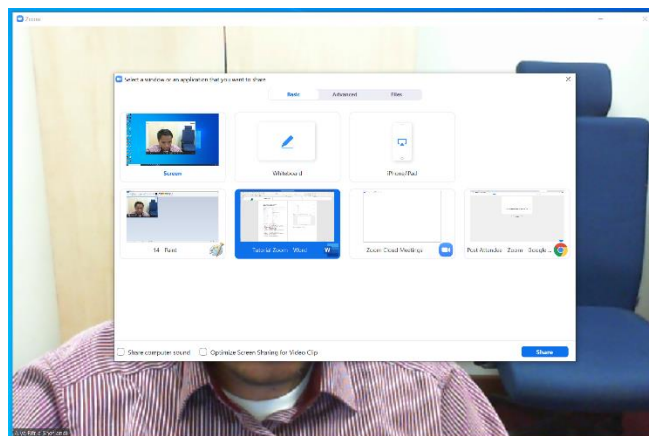 Zoom
Select a window or an application that you want to share
Basic Advanced Files
Screen Whiteboard iPhone/iPad
14 - Paint Tutorial Zoom - Word Zoom Cloud Meetings Post Attendee - Zoom - Google
Share computer sound Optimize Screen Sharing for Video Clip Share